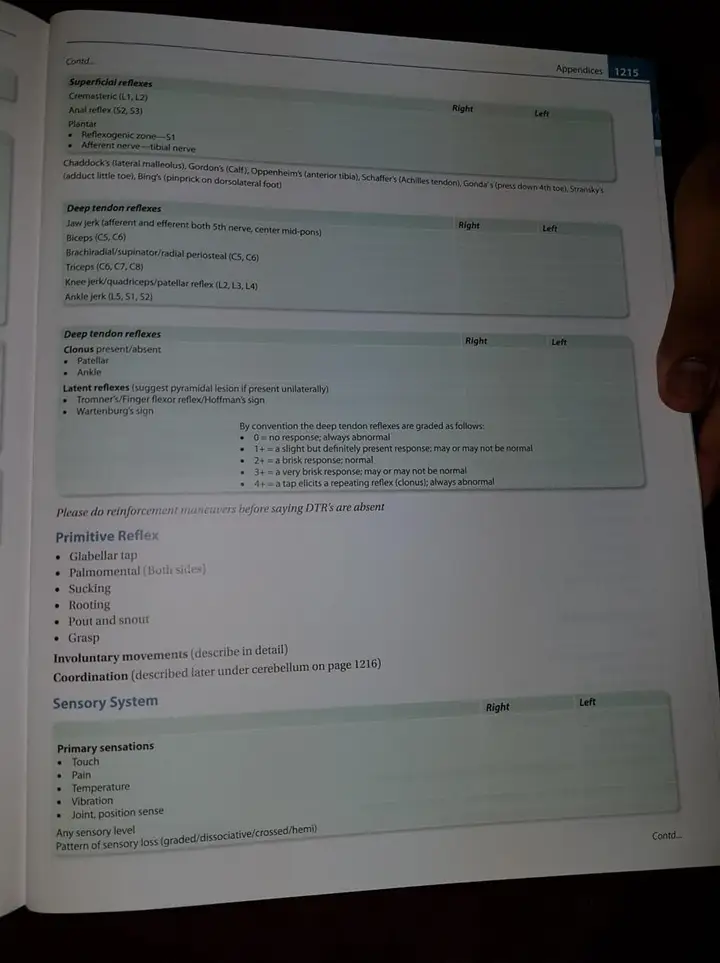 Appendices 1215
Contd...
Superficial reflexes
Right Left
Cremasteric (L1, L2)
Anal reflex (S2, S3)
Plantar
• Reflexogenic zone—S1
• Afferent nerve—tibial nerve
Chaddock's (lateral malleolus), Gordon's (Calf), Oppenheim's (anterior tibia), Schaffer's (Achilles tendon), Gonda's (press down 4th toe), Stransky's
(adduct little toe), Bing's (pinprick on dorsolateral foot)
Deep tendon reflexes
Right Left
Jaw jerk (afferent and efferent both 5th nerve, center mid-pons)
Biceps (C5, C6)
Brachiradial/supinator/radial periosteal (C5, C6)
Triceps (C6, C7, C8)
Knee jerk/quadriceps/patellar reflex (L2, L3, L4)
Ankle jerk (L5, S1, S2)
Deep tendon reflexes
Right Left
Clonus present/absent
• Patellar
• Ankle
Latent reflexes (suggest pyramidal lesion if present unilaterally)
• Tromner's/Finger flexor reflex/Hoffman's sign
• Wartenburg's sign
By convention the deep tendon reflexes are graded as follows:
• 0 = no response; always abnormal
• 1+ = a slight but definitely present response; may or may not be normal
• 2+ = a brisk response; normal
• 3+ = a very brisk response; may or may not be normal
• 4+ = a tap elicits a repeating reflex (clonus); always abnormal
Please do reinforcement maneuvers before saying DTR's are absent
Primitive Reflex
• Glabellar tap
• Palmomental (Both sides)
• Sucking
• Rooting
• Pout and snout
• Grasp
Involuntary movements (describe in detail)
Coordination (described later under cerebellum on page 1216)
Sensory System
Right Left
Primary sensations
• Touch
• Pain
• Temperature
• Vibration
• Joint, position sense
Any sensory level
Pattern of sensory loss (graded/dissociative/crossed/hemi)
Contd...